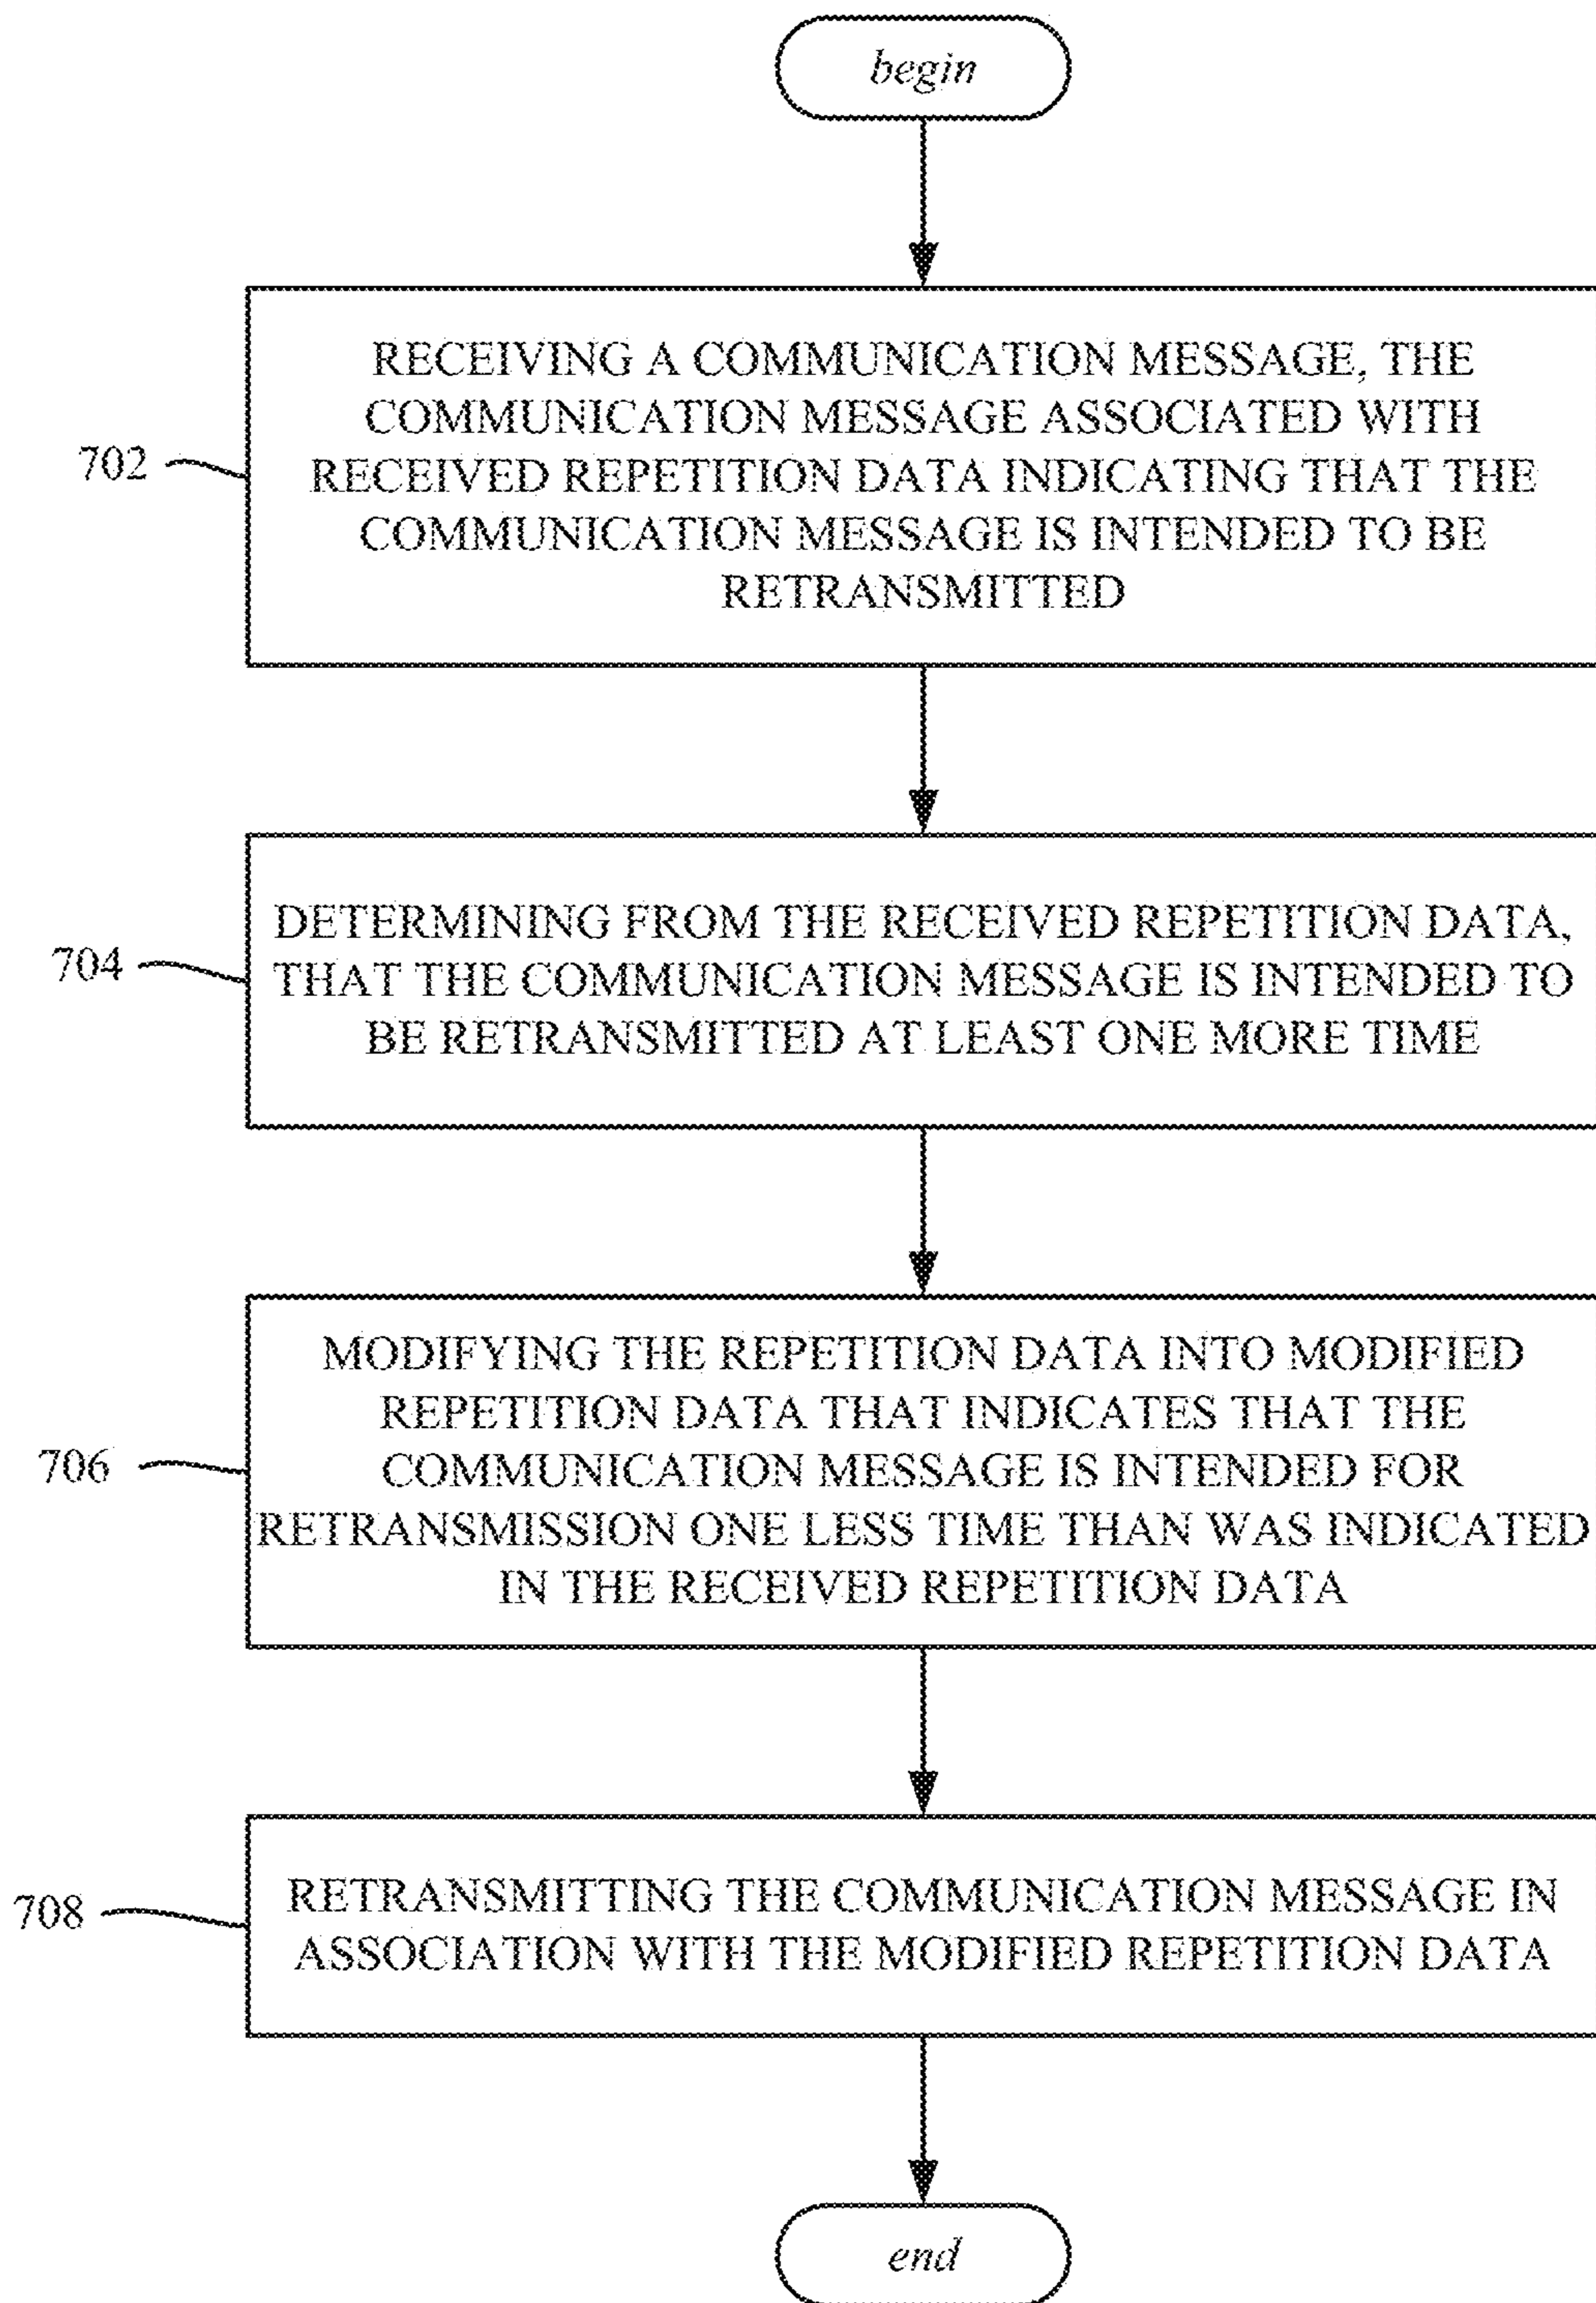 begin
RECEIVING A COMMUNICATION MESSAGE, THE
COMMUNICATION MESSAGE ASSOCIATED WITH
RECEIVED REPETITION DATA INDICATING THAT THE
COMMUNICATION MESSAGE IS INTENDED TO BE
RETRANSMITTED
702
DETERMINING FROM THE RECEIVED REPETITION DATA,
THAT THE COMMUNICATION MESSAGE IS INTENDED TO
BE RETRANSMITTED AT LEAST ONE MORE TIME
704
MODIFYING THE REPETITION DATA INTO MODIFIED
REPETITION DATA THAT INDICATES THAT THE
COMMUNICATION MESSAGE IS INTENDED FOR
RETRANSMISSION ONE LESS TIME THAN WAS INDICATED
IN THE RECEIVED REPETITION DATA
706
RETRANSMITTING THE COMMUNICATION MESSAGE IN
ASSOCIATION WITH THE MODIFIED REPETITION DATA
708
end